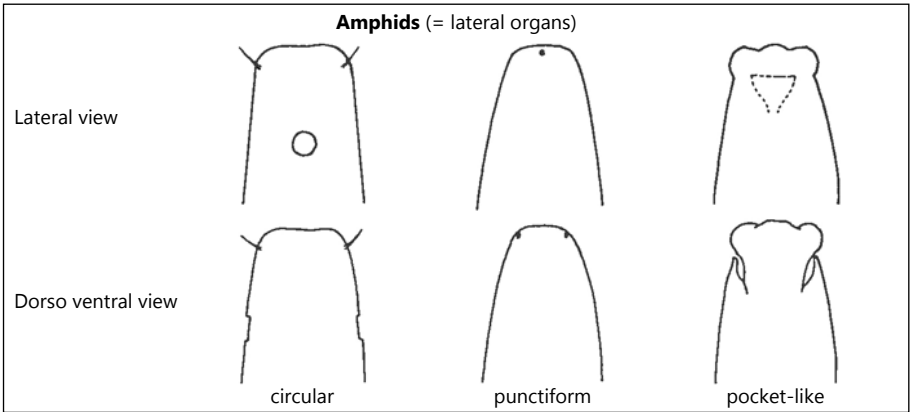 Amphids (= lateral organs)
Lateral view
Dorso ventral view
circular punctiform pocket-like